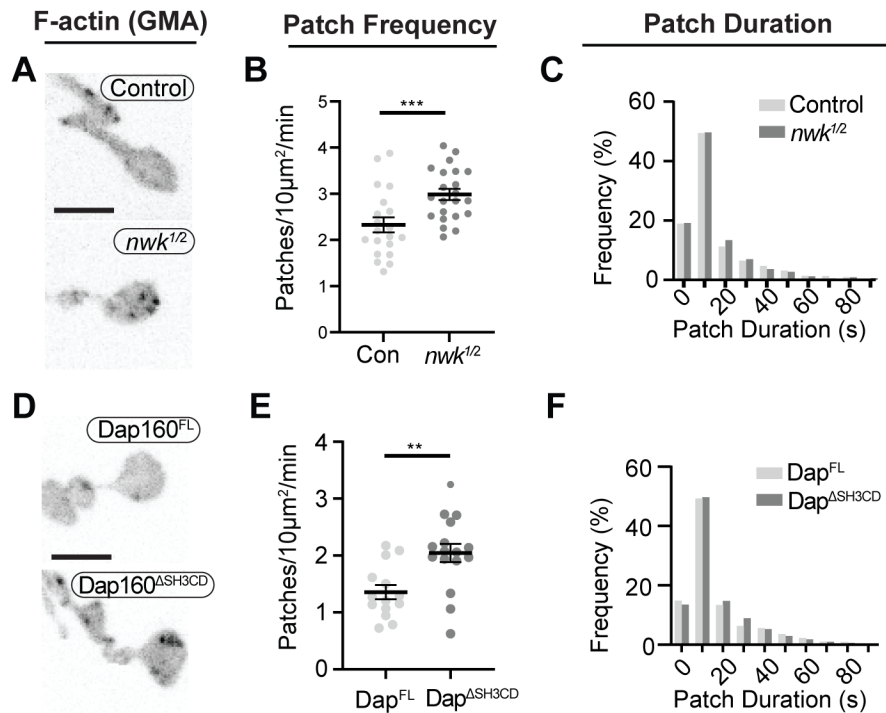 F-actin (GMA)
Patch Frequency
Patch Duration
A
Control
nwk¹/²
B
Patches/10μm²/min
5
4
3
2
1
0
***
Con
nwk¹/²
C
Frequency (%)
60
40
20
0
Control
nwk¹/²
0
20
40
60
80
Patch Duration (s)
D
Dap160ᶠᴸ
Dap160ᐃSH3CD
E
Patches/10μm²/min
4
3
2
1
0
**
Dapᶠᴸ
DapᐃSH3CD
F
Frequency (%)
60
40
20
0
Dapᶠᴸ
DapᐃSH3CD
0
20
40
60
80
Patch Duration (s)